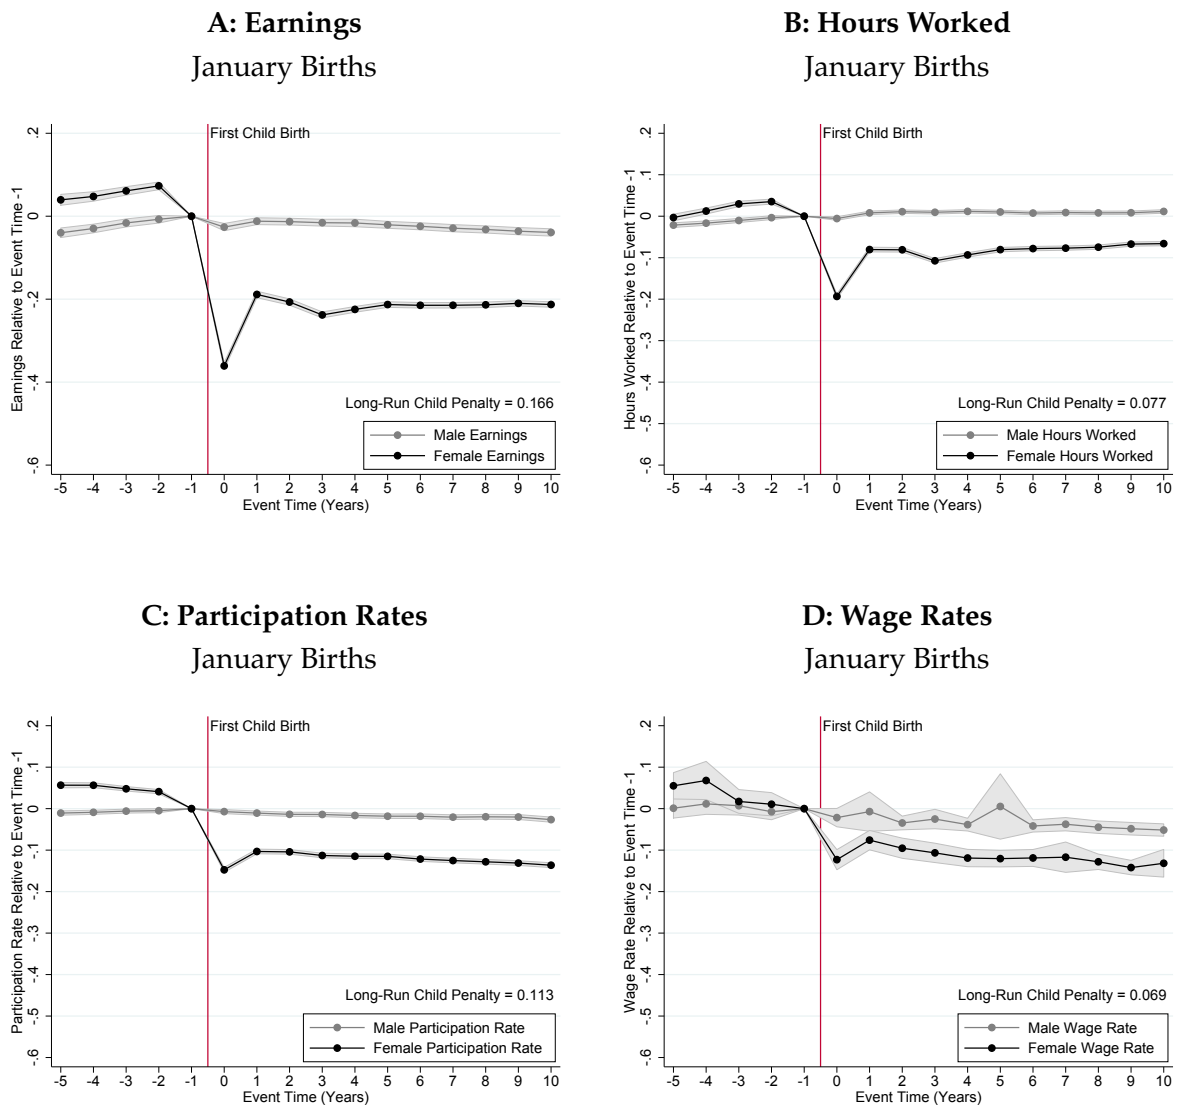 A: Earnings
January Births
Earnings Relative to Event Time -1
.2
0
-.2
-.4
-.6
First Child Birth
Long-Run Child Penalty = 0.166
Male Earnings
Female Earnings
-5 -4 -3 -2 -1 0 1 2 3 4 5 6 7 8 9 10
Event Time (Years)
B: Hours Worked
January Births
Hours Worked Relative to Event Time -1
.2
.1
0
-.1
-.2
-.3
-.4
-.5
-.6
First Child Birth
Long-Run Child Penalty = 0.077
Male Hours Worked
Female Hours Worked
-5 -4 -3 -2 -1 0 1 2 3 4 5 6 7 8 9 10
Event Time (Years)
C: Participation Rates
January Births
Participation Rate Relative to Event Time -1
.2
.1
0
-.1
-.2
-.3
-.4
-.5
-.6
First Child Birth
Long-Run Child Penalty = 0.113
Male Participation Rate
Female Participation Rate
-5 -4 -3 -2 -1 0 1 2 3 4 5 6 7 8 9 10
Event Time (Years)
D: Wage Rates
January Births
Wage Rate Relative to Event Time -1
.2
.1
0
-.1
-.2
-.3
-.4
-.5
-.6
First Child Birth
Long-Run Child Penalty = 0.069
Male Wage Rate
Female Wage Rate
-5 -4 -3 -2 -1 0 1 2 3 4 5 6 7 8 9 10
Event Time (Years)